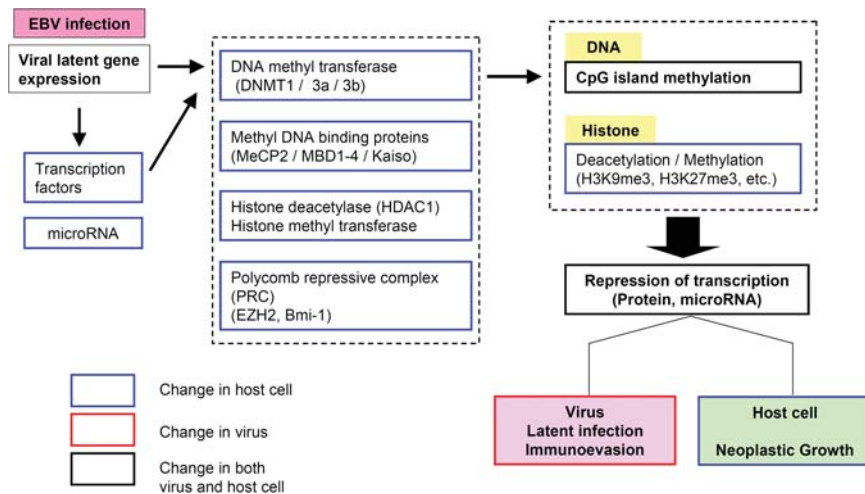 EBV infection
Viral latent gene
expression
Transcription
factors
microRNA
DNA methyl transferase
(DNMT1 / 3a / 3b)
Methyl DNA binding proteins
(MeCP2 / MBD1-4 / Kaiso)
Histone deacetylase (HDAC1)
Histone methyl transferase
Polycomb repressive complex
(PRC)
(EZH2, Bmi-1)
DNA
CpG island methylation
Histone
Deacetylation / Methylation
(H3K9me3, H3K27me3, etc.)
Repression of transcription
(Protein, microRNA)
Virus
Latent infection
Immunoevasion
Host cell
Neoplastic Growth
Change in host cell
Change in virus
Change in both
virus and host cell